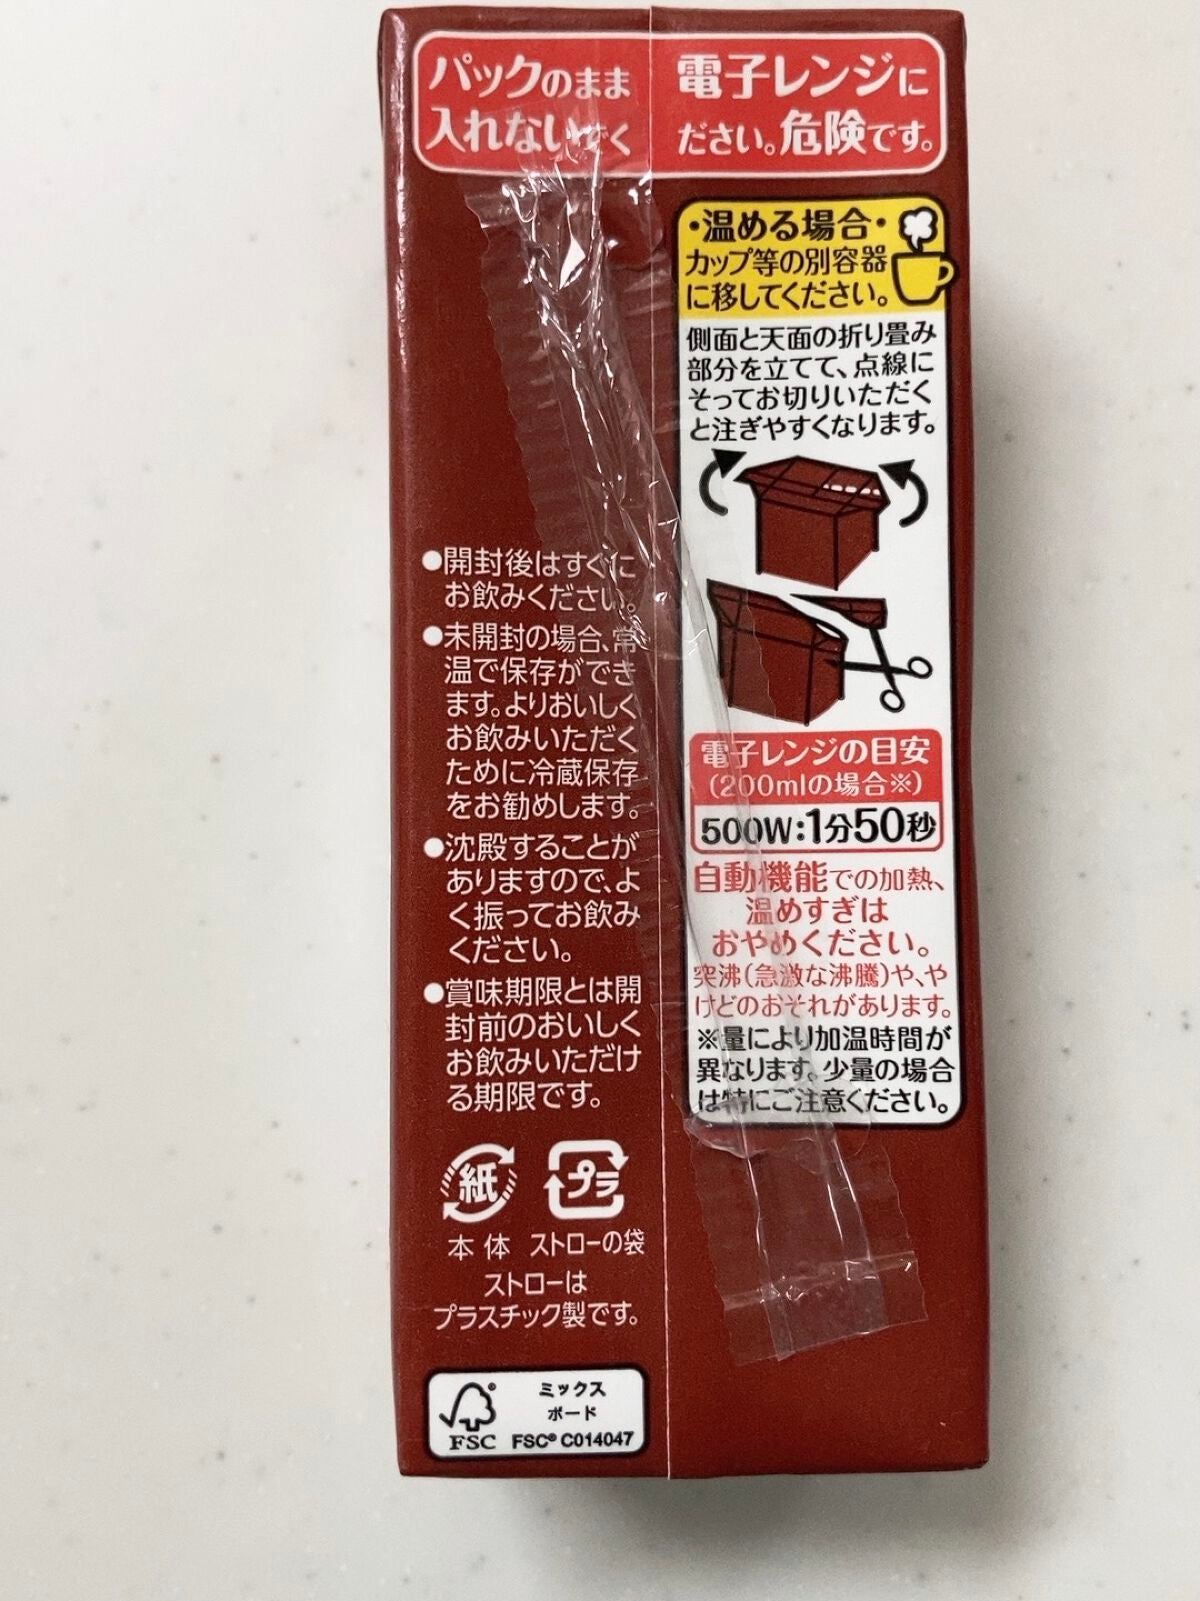 パックのまま 電子レンジに
入れないでく ださい。危険です。
・温める場合・
カップ等の別容器
に移してください。
側面と天面の折り畳み
部分を立てて、点線に
そってお切りいただく
と注ぎやすくなります。
電子レンジの目安
(200mlの場合※)
500W:1分50秒
自動機能での加熱、
温めすぎは
おやめください。
突沸(急激な沸騰)や、や
けどのおそれがあります。
※量により加温時間が
異なります。少量の場合
は特にご注意ください。
●開封後はすぐに
お飲みください。
●未開封の場合、常
温で保存ができ
ます。よりおいしく
お飲みいただく
ために冷蔵保存
をお勧めします。
●沈殿することが
ありますので、よ
く振ってお飲み
ください。
●賞味期限とは開
封前のおいしく
お飲みいただけ
る期限です。
紙 プラ
本体 ストローの袋
ストローは
プラスチック製です。
ミックス
ボード
FSC® C014047
FSC